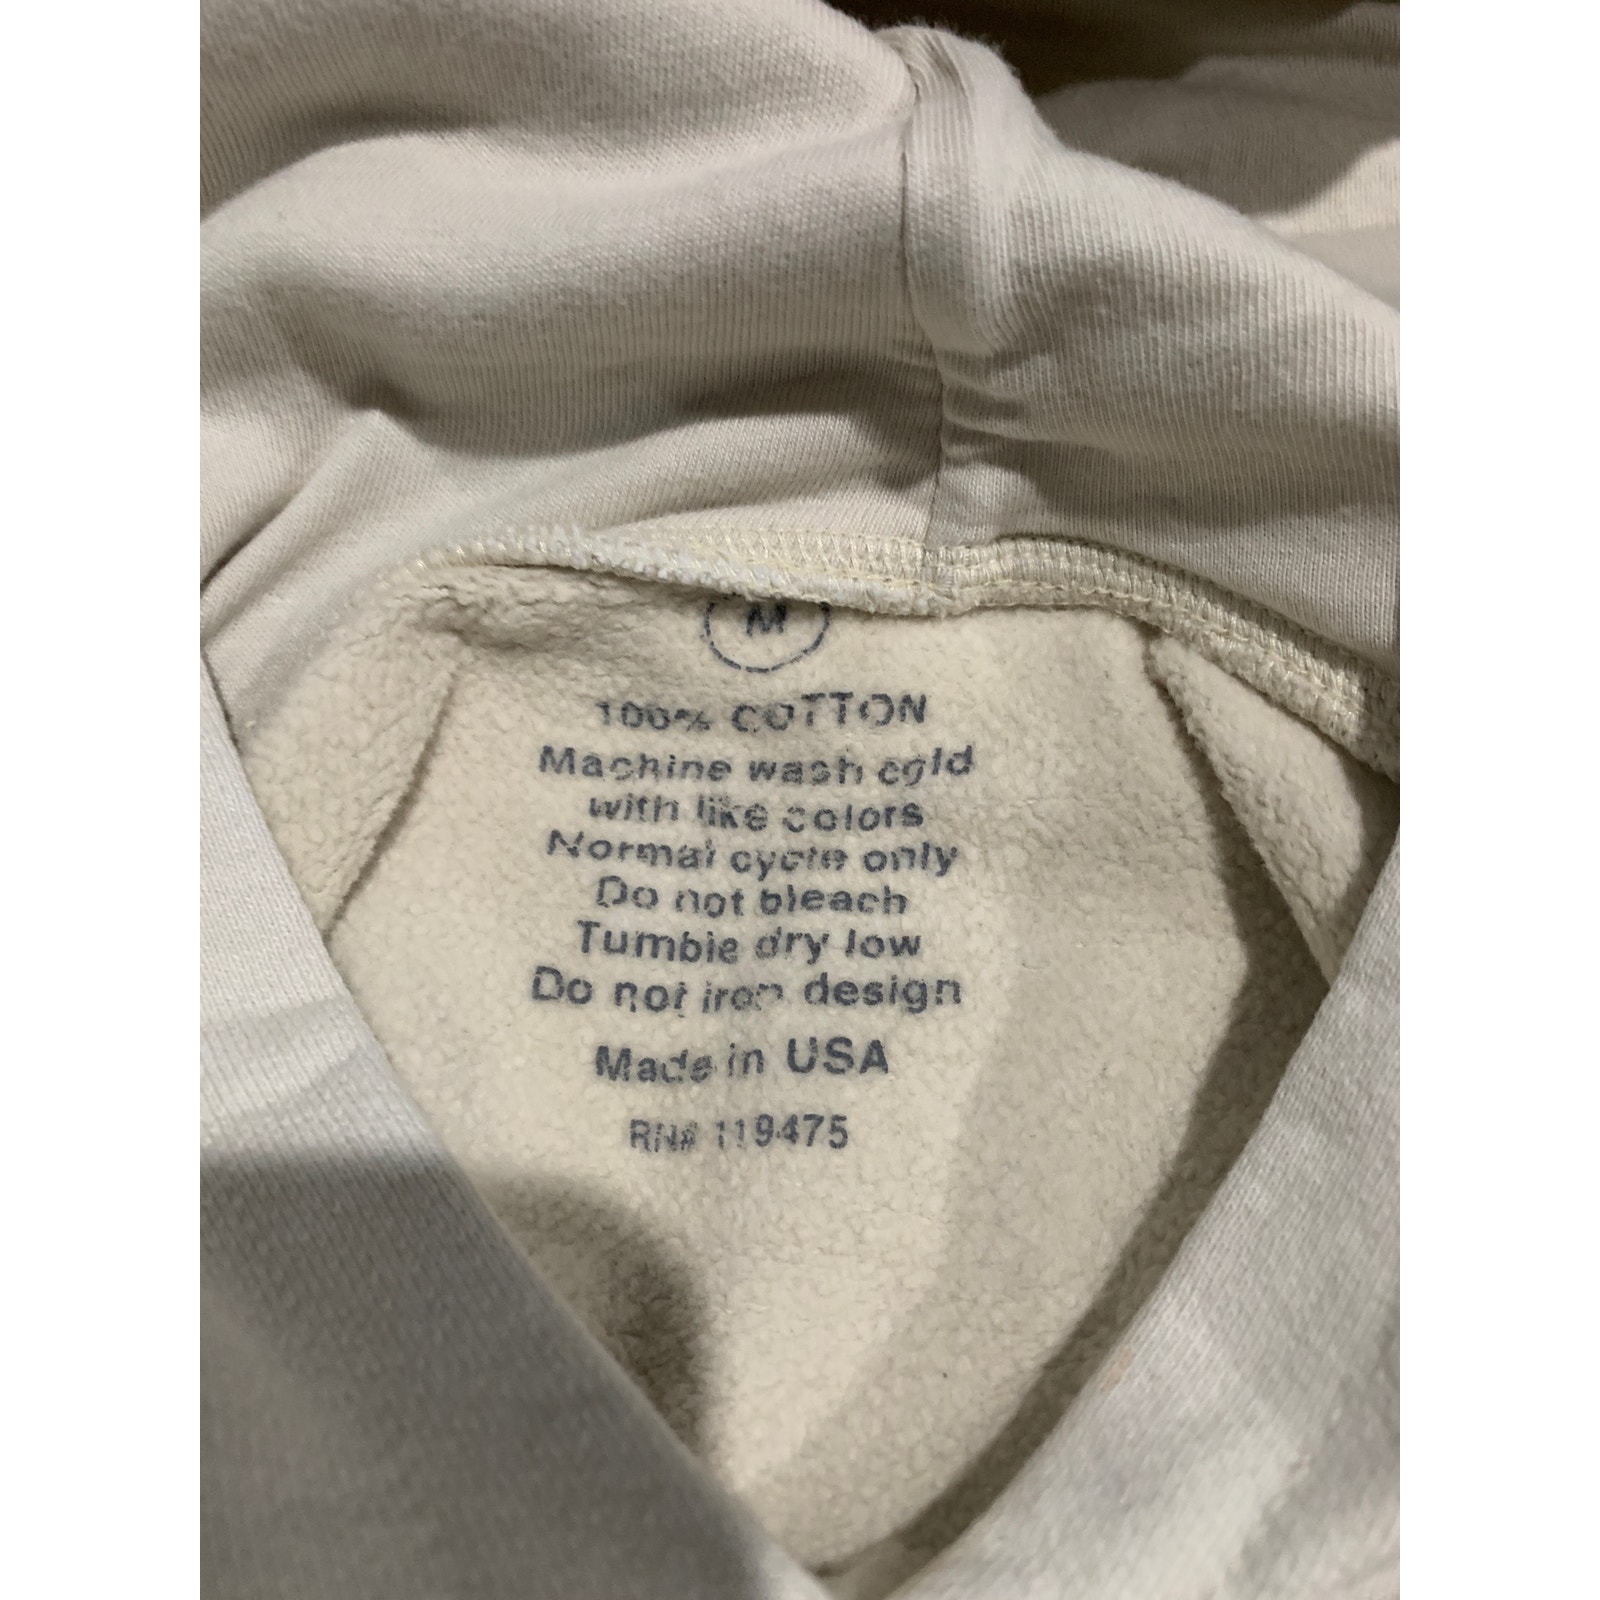 M
100% COTTON
Machine wash cold
with like colors
Normal cycle only
Do not bleach
Tumble dry low
Do not iron design
Made in USA
RN# 119475